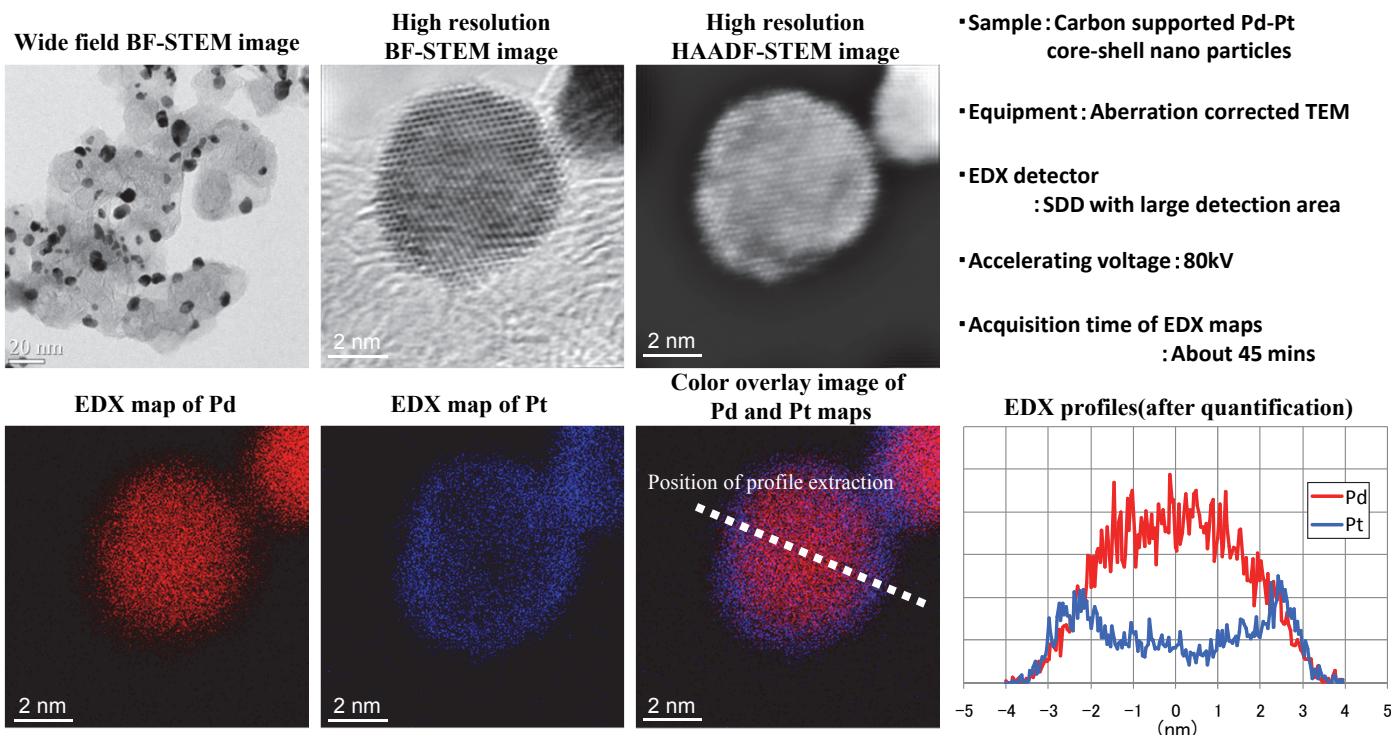 Wide field BF-STEM image
High resolution
BF-STEM image
High resolution
HAADF-STEM image
・Sample：Carbon supported Pd-Pt
core-shell nano particles
・Equipment：Aberration corrected TEM
・EDX detector
：SDD with large detection area
・Accelerating voltage：80kV
・Acquisition time of EDX maps
：About 45 mins
20 nm
2 nm
2 nm
EDX map of Pd
EDX map of Pt
Color overlay image of
Pd and Pt maps
EDX profiles(after quantification)
Position of profile extraction
Pd
Pt
2 nm
2 nm
2 nm
−5 −4 −3 −2 −1 0 1 2 3 4 5
(nm)